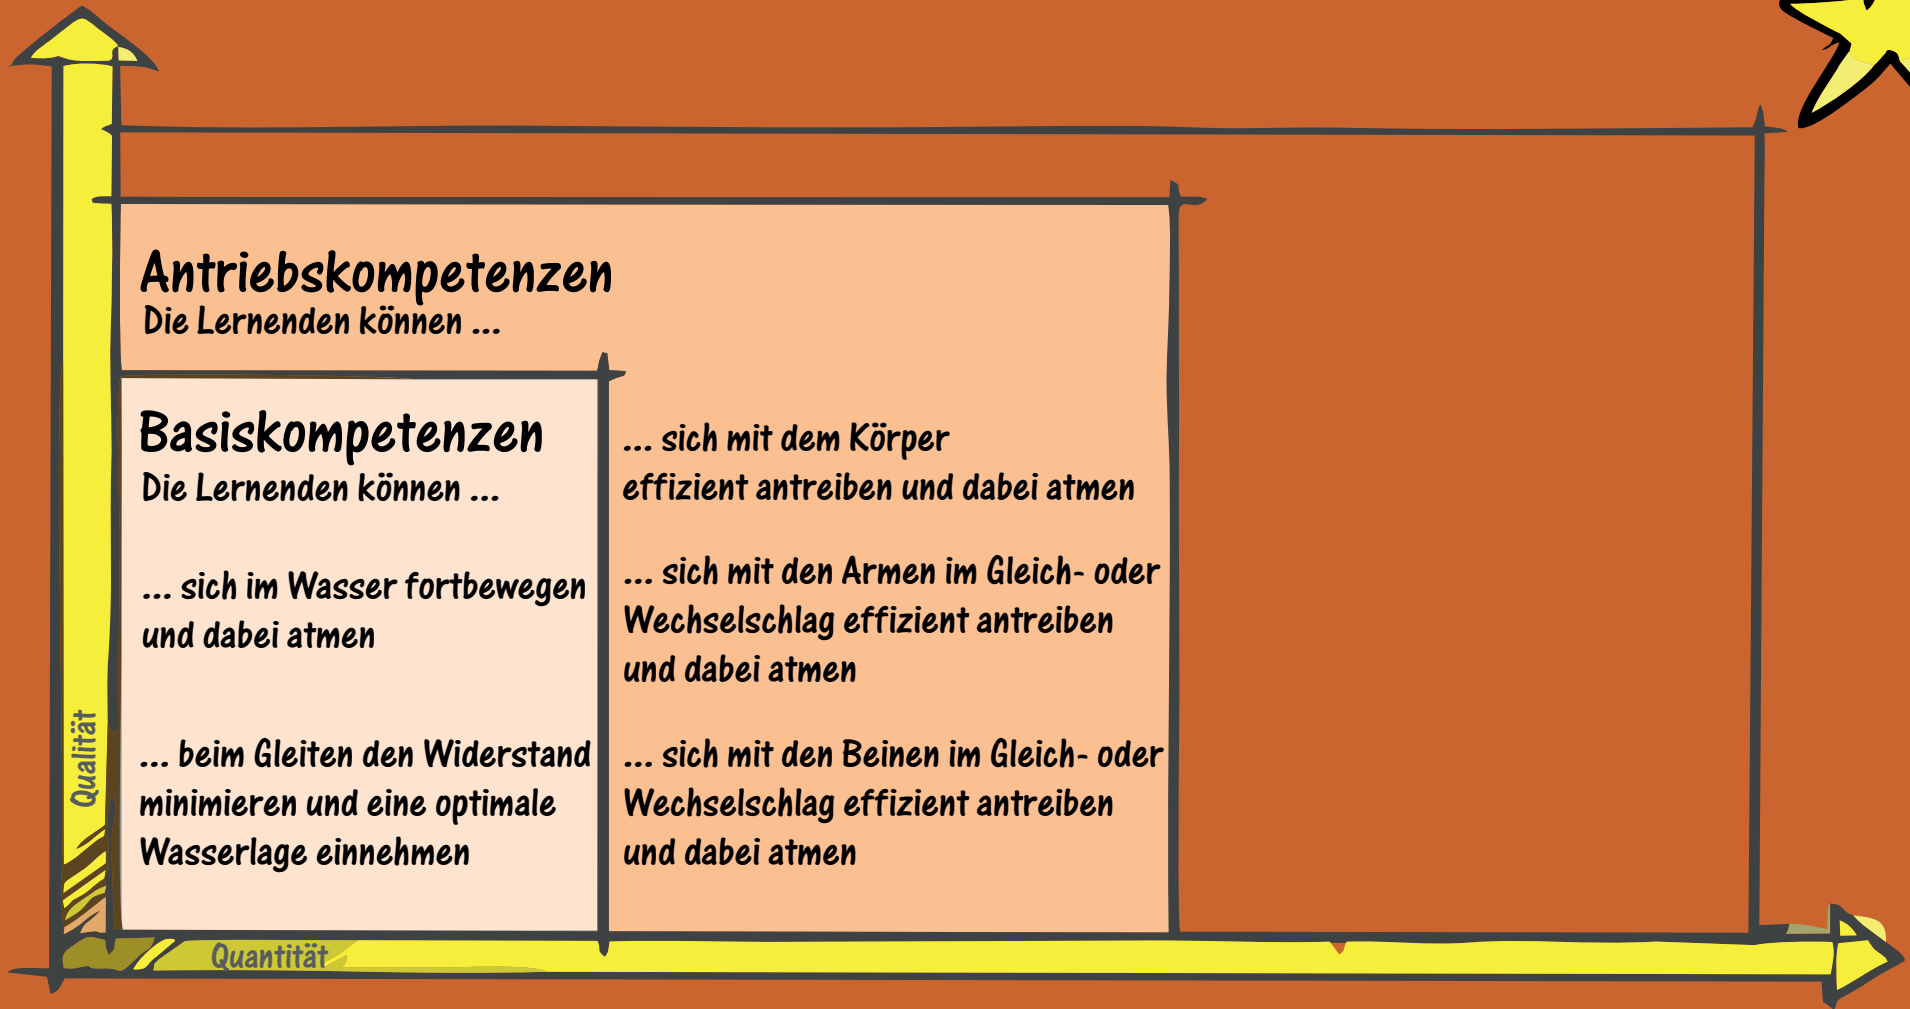 Antriebskompetenzen
Die Lernenden können ...
Basiskompetenzen
Die Lernenden können ...
... sich im Wasser fortbewegen
und dabei atmen
... beim Gleiten den Widerstand
minimieren und eine optimale
Wasserlage einnehmen
... sich mit dem Körper
effizient antreiben und dabei atmen
... sich mit den Armen im Gleich- oder
Wechselschlag effizient antreiben
und dabei atmen
... sich mit den Beinen im Gleich- oder
Wechselschlag effizient antreiben
und dabei atmen
Qualität
Quantität